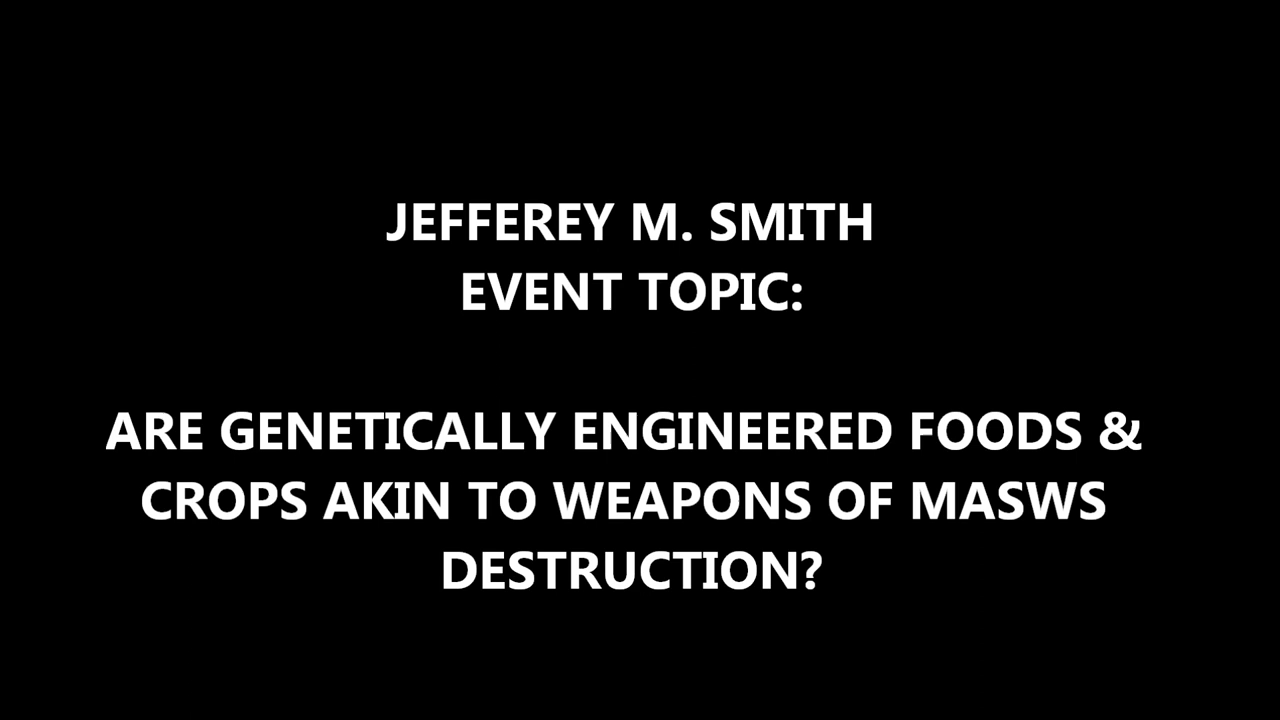 JEFFEREY M. SMITH
EVENT TOPIC:
ARE GENETICALLY ENGINEERED FOODS &
CROPS AKIN TO WEAPONS OF MASWS
DESTRUCTION?